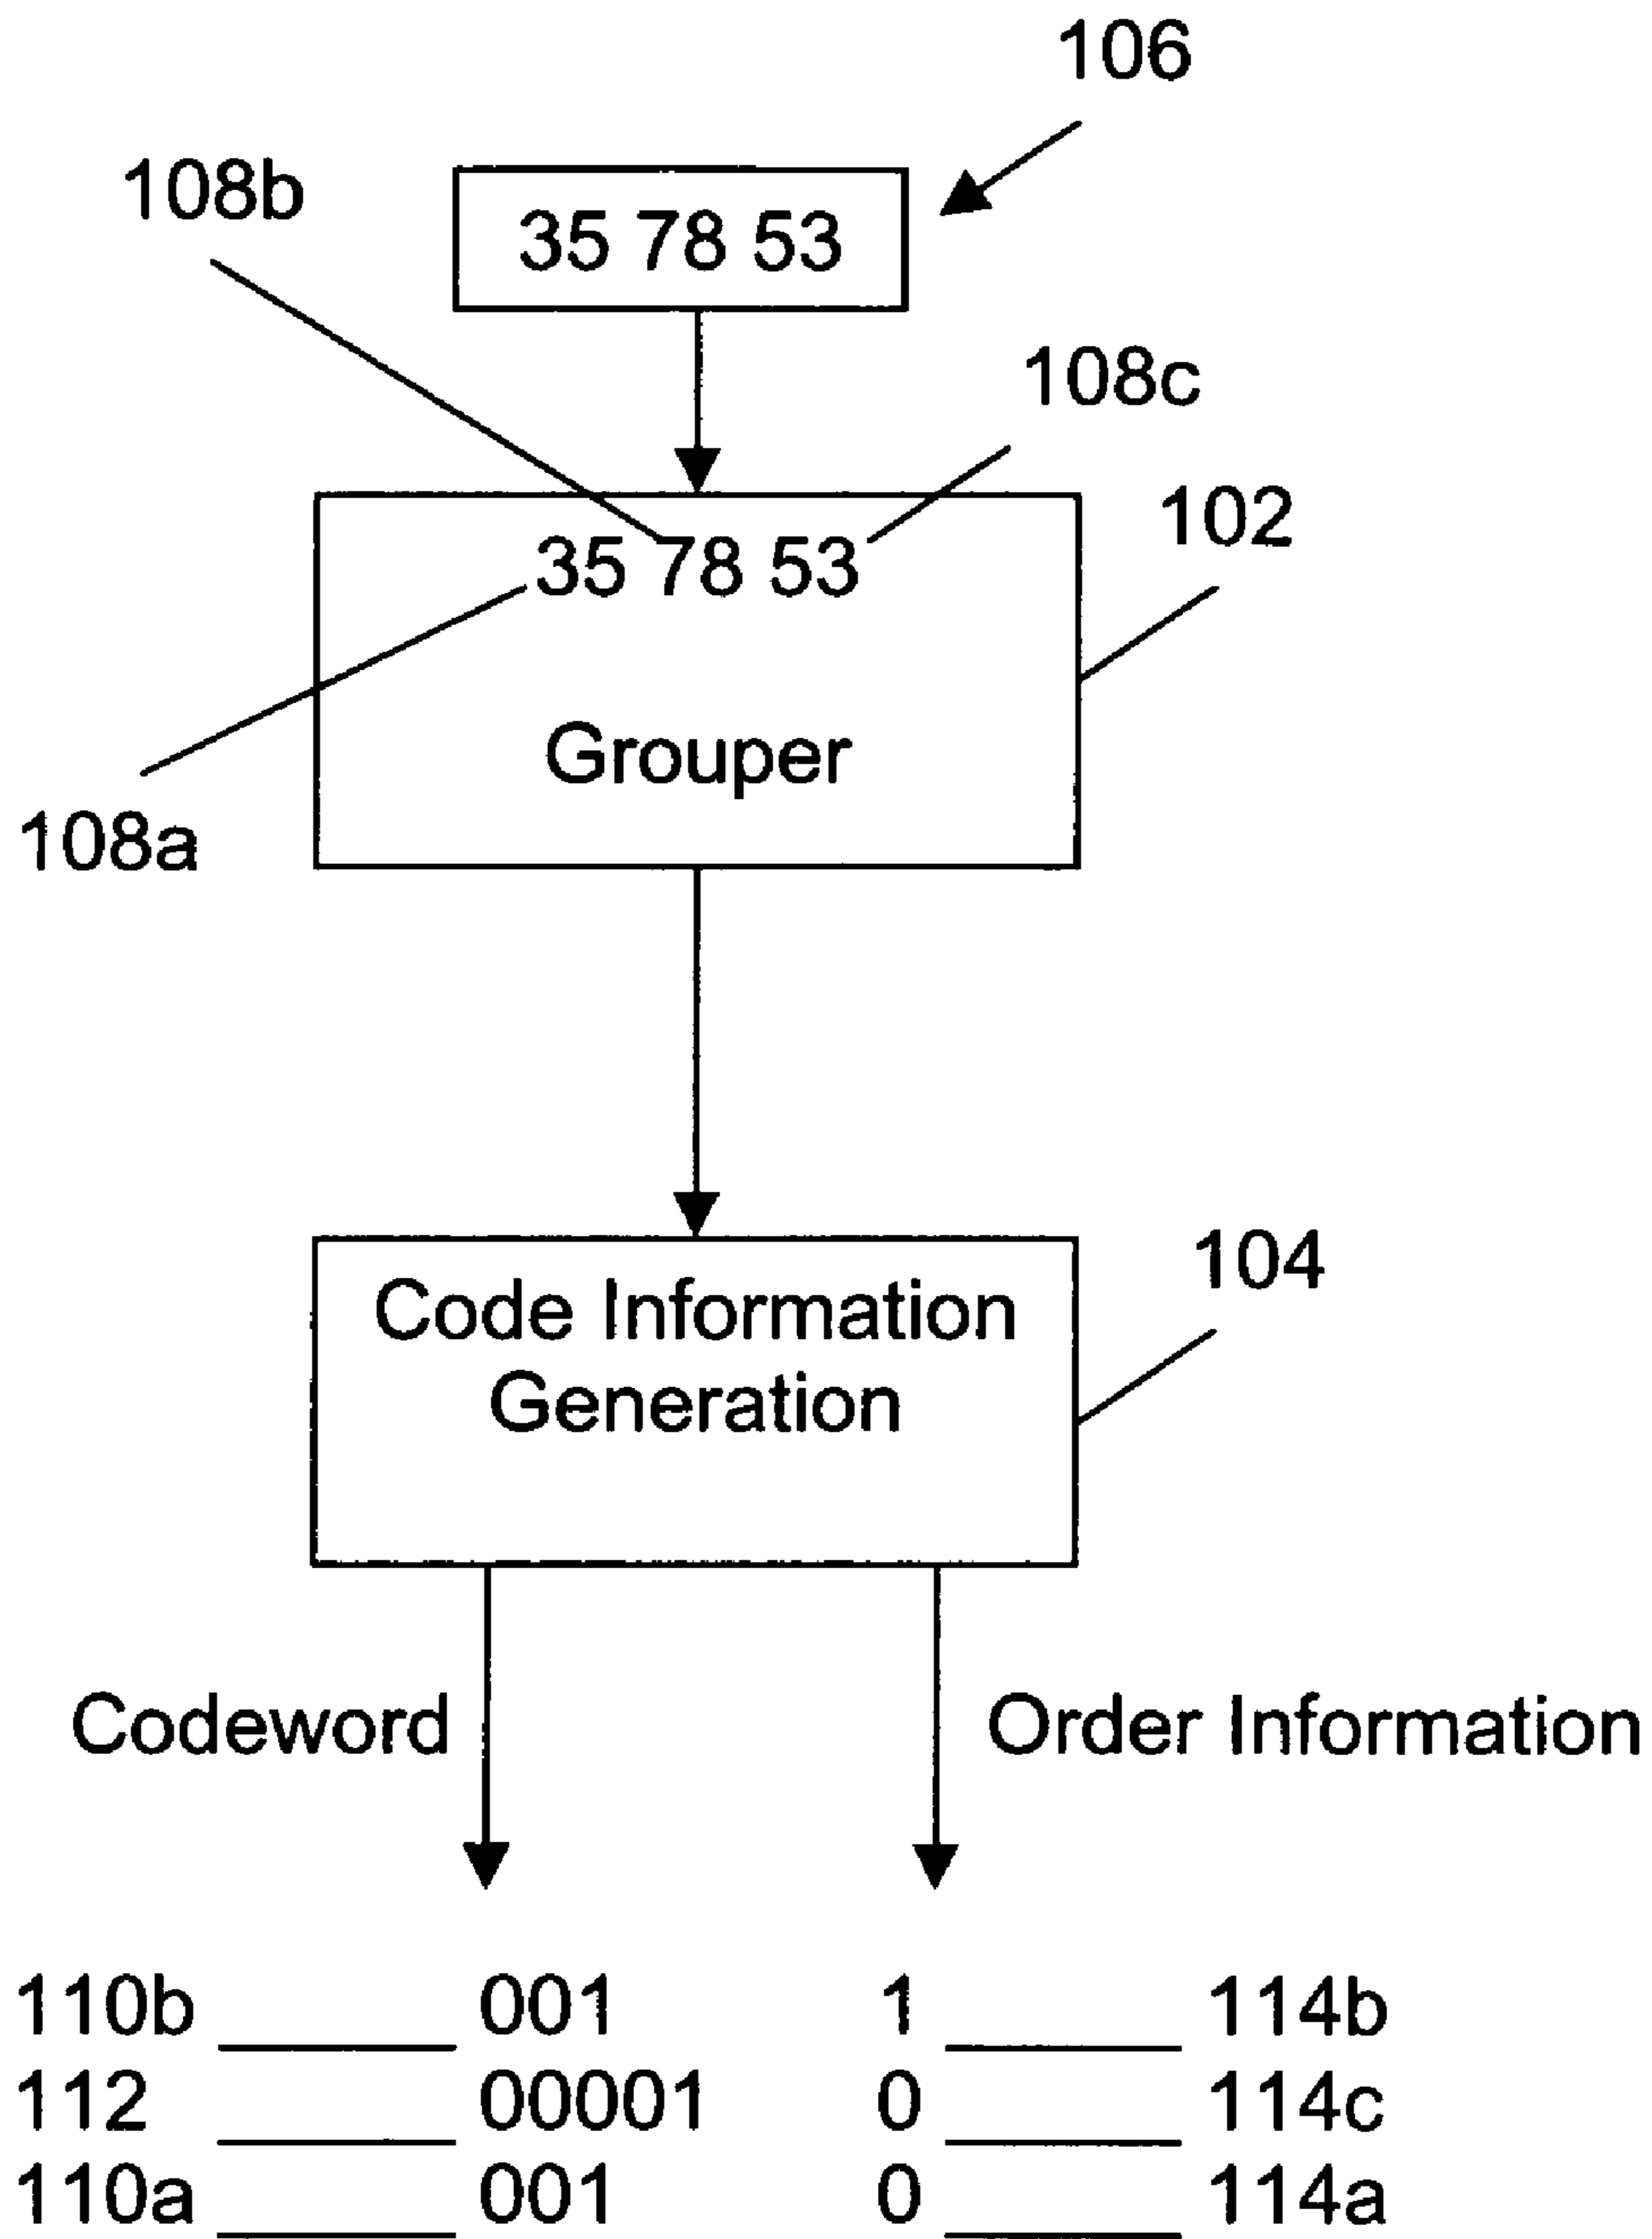 106
108b
35 78 53
108c
102
35 78 53
Grouper
108a
104
Code Information
Generation
Codeword
Order Information
110b 001 1 114b
112 00001 0 114c
110a 001 0 114a